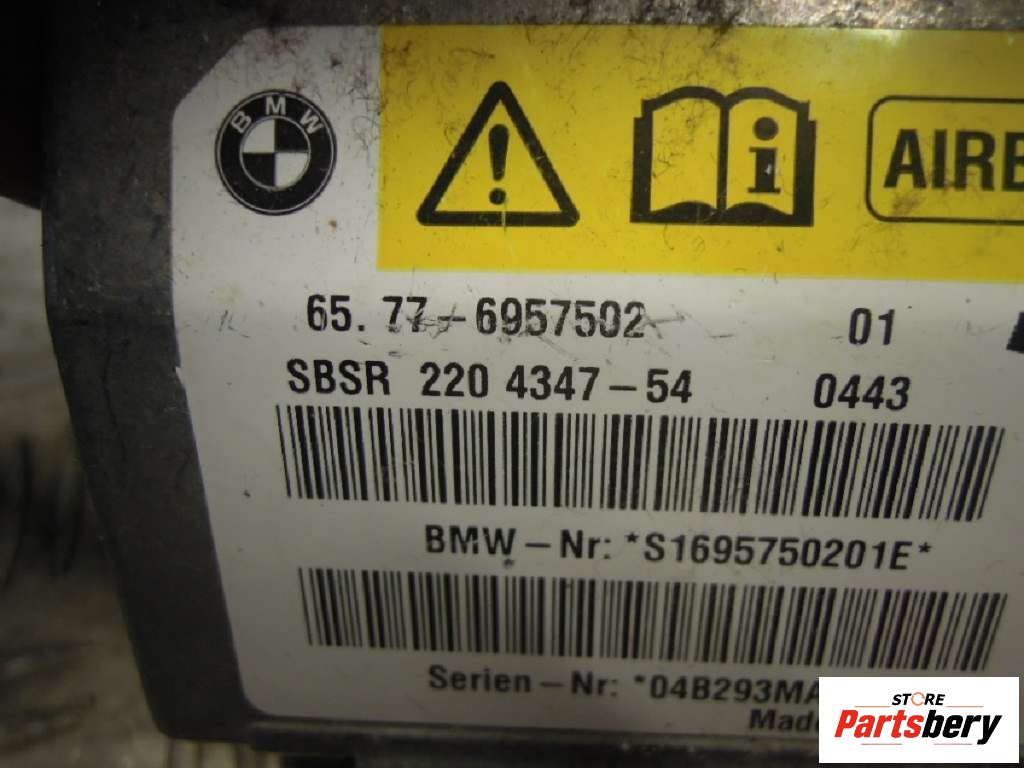 BMW
AIRB
65.77-6957502 01
SBSR 220 4347-54 0443
BMW-Nr: *S1695750201E*
Serien-Nr: *04B293MA
Made
STORE
Partsbery